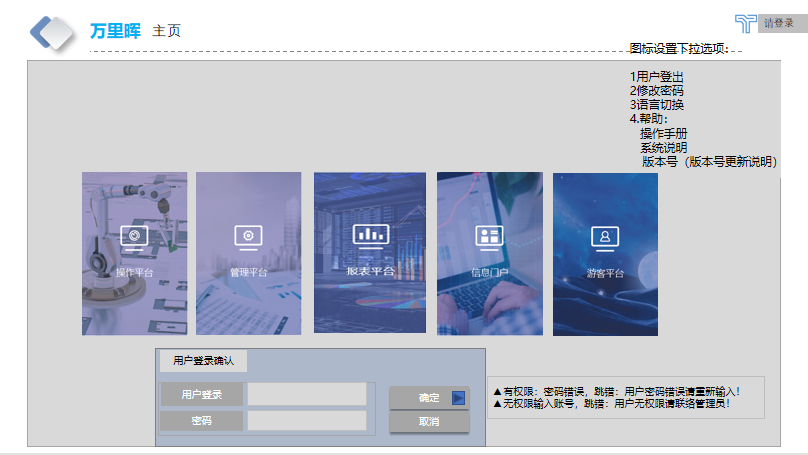 万里晖 主页
请登录
图标设置下拉选项:
1用户登出
2修改密码
3语言切换
4.帮助:
操作手册
系统说明
版本号（版本号更新说明）
操作平台
管理平台
报表平台
信息门户
游客平台
用户登录确认
用户登录
密码
确定
取消
▲有权限：密码错误，跳错：用户密码错误请重新输入！
▲无权限输入账号，跳错：用户无权限请联络管理员！